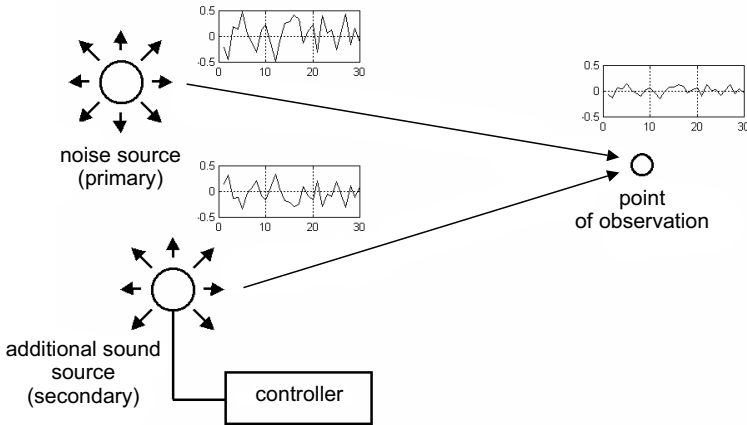 0.5
0
-0.5
0 10 20 30
noise source
(primary)
0.5
0
-0.5
0 10 20 30
0.5
0
-0.5
0 10 20 30
point
of observation
additional sound
source
(secondary)
controller